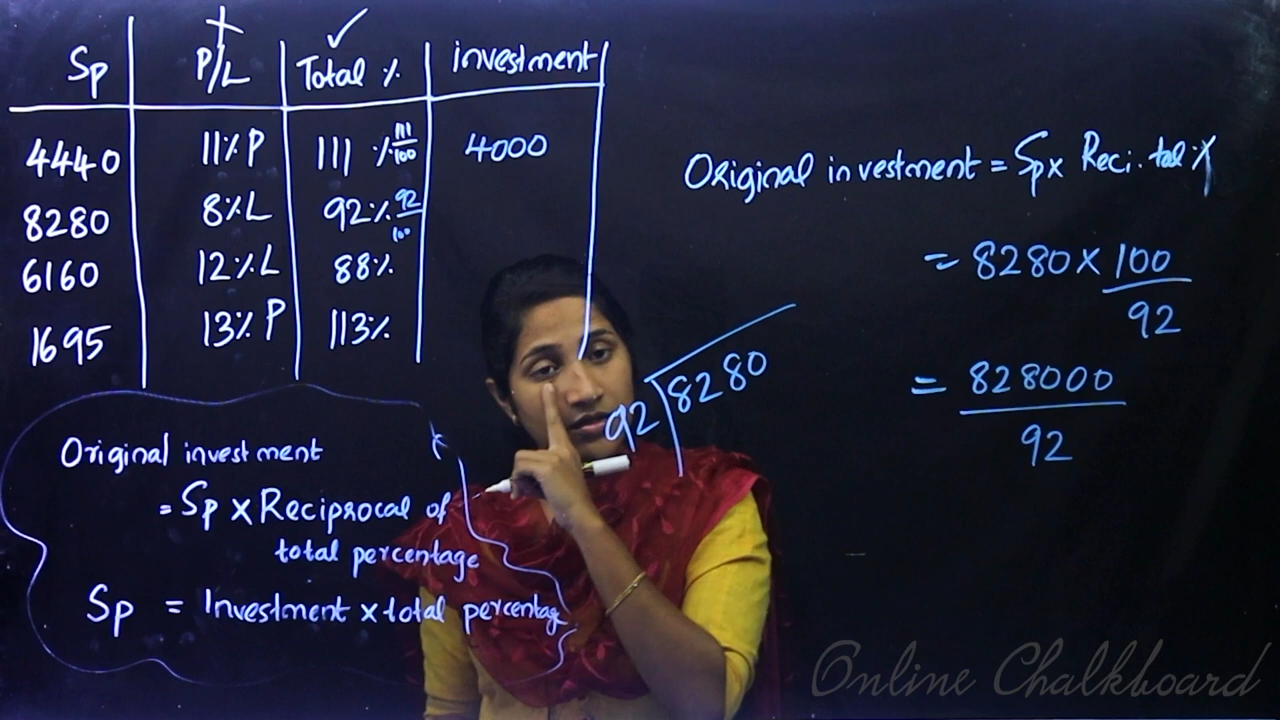 Sp P/L Total % investment
4440 11% P 111 % 111/100 4000
8280 8% L 92% 92/100
6160 12% L 88%
1695 13% P 113%
Original investment
= Sp x Reciprocal of
total percentage
Sp = Investment x total percentage
92 8280
Original investment = Sp x Reci. tal %
= 8280 x 100/92
= 828000/92
Online Chalkboard